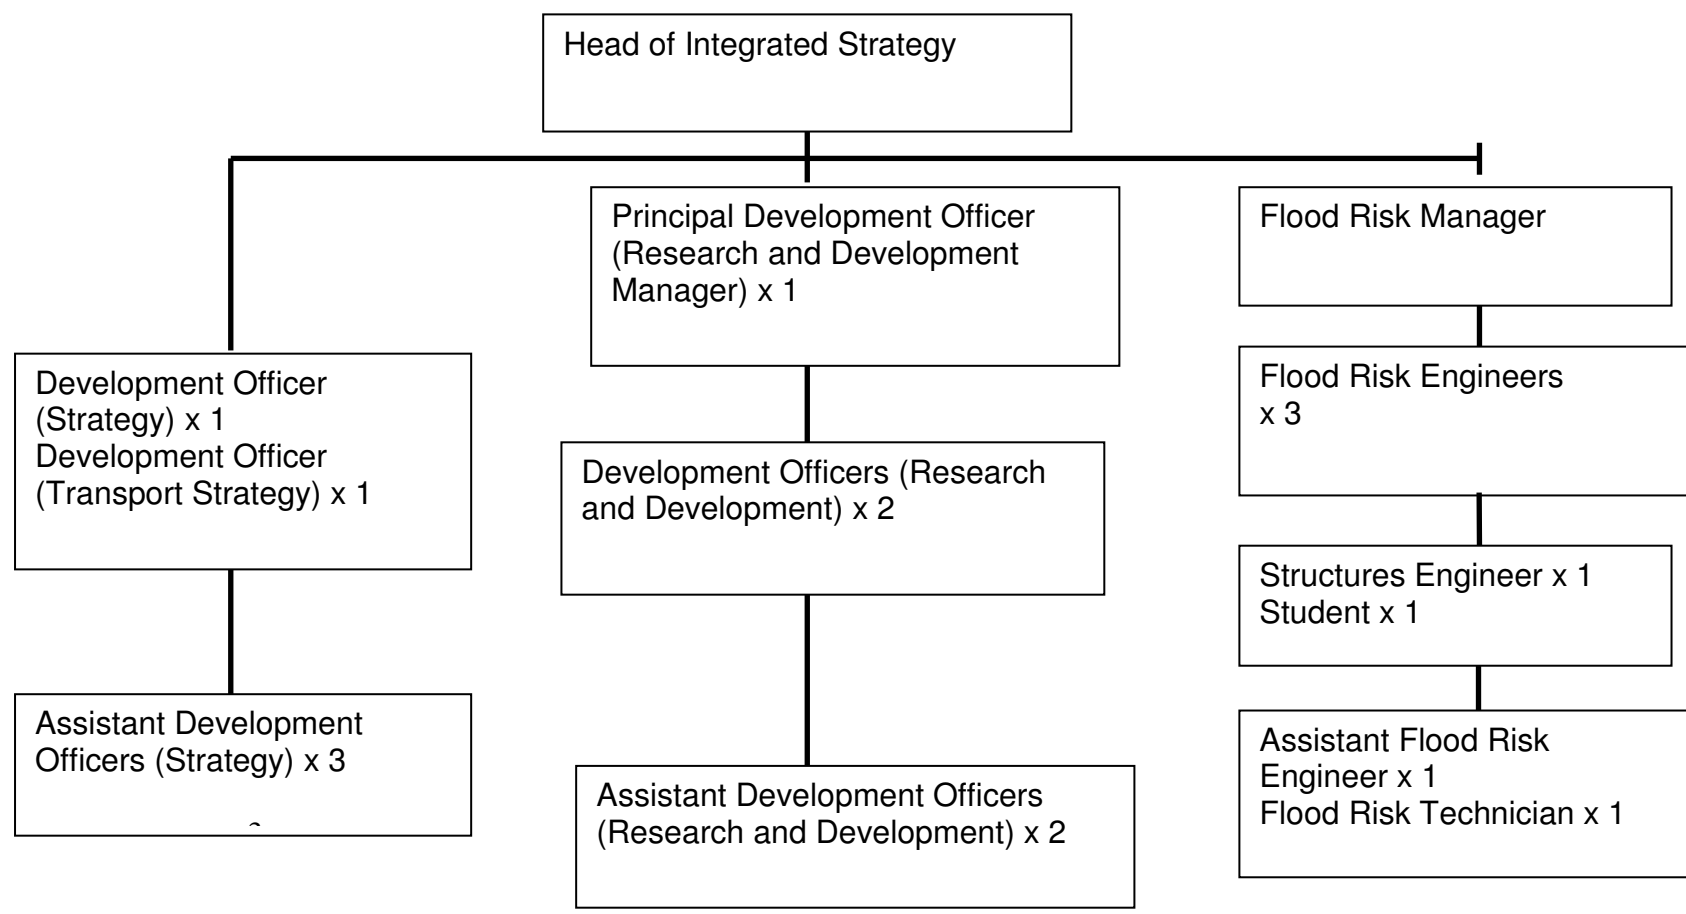 Head of Integrated Strategy
Principal Development Officer
(Research and Development
Manager) x 1
Flood Risk Manager
Development Officer
(Strategy) x 1
Development Officer
(Transport Strategy) x 1
Flood Risk Engineers
x 3
Development Officers (Research
and Development) x 2
Structures Engineer x 1
Student x 1
Assistant Development
Officers (Strategy) x 3
Assistant Development Officers
(Research and Development) x 2
Assistant Flood Risk
Engineer x 1
Flood Risk Technician x 1